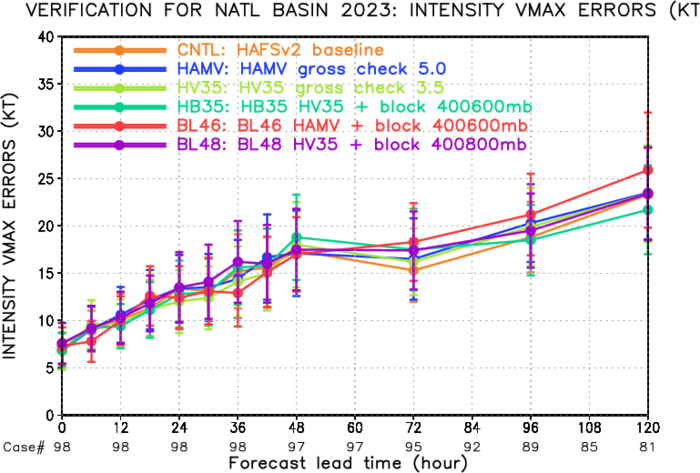 VERIFICATION FOR NATL BASIN 2023: INTENSITY VMAX ERRORS (KT
INTENSITY VMAX ERRORS (KT)
40
35
30
25
20
15
10
5
0
CNTL: HAFSv2 baseline
HAMV: HAMV gross check 5.0
HV35: HV35 gross check 3.5
HB35: HB35 HV35 + block 400600mb
BL46: BL46 HAMV + block 400600mb
BL48: BL48 HV35 + block 400800mb
0 12 24 36 48 60 72 84 96 108 120
Case# 98 98 98 98 97 97 95 92 89 85 81
Forecast lead time (hour)